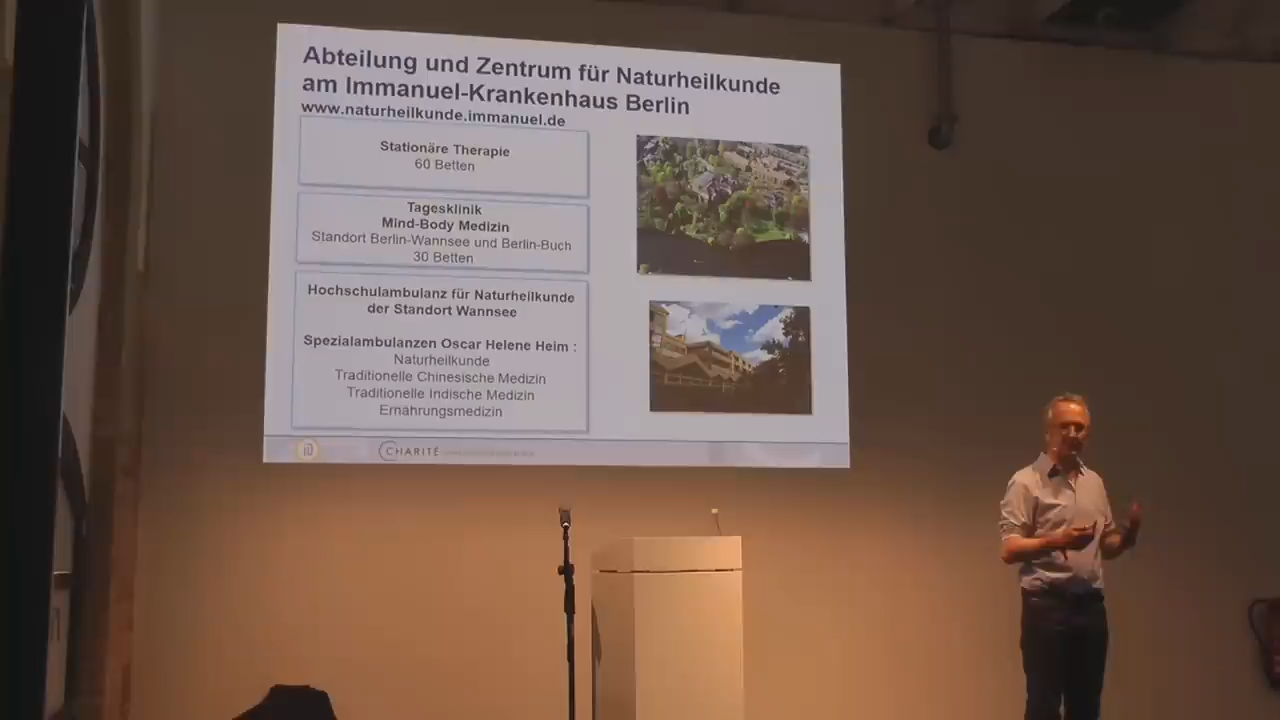 Abteilung und Zentrum für Naturheilkunde
am Immanuel-Krankenhaus Berlin
www.naturheilkunde.immanuel.de
Stationäre Therapie
60 Betten
Tagesklinik
Mind-Body Medizin
Standort Berlin-Wannsee und Berlin-Buch
30 Betten
Hochschulambulanz für Naturheilkunde
der Standort Wannsee
Spezialambulanzen Oscar Helene Heim :
Naturheilkunde
Traditionelle Chinesische Medizin
Traditionelle Indische Medizin
Ernährungsmedizin
CHARITÉ